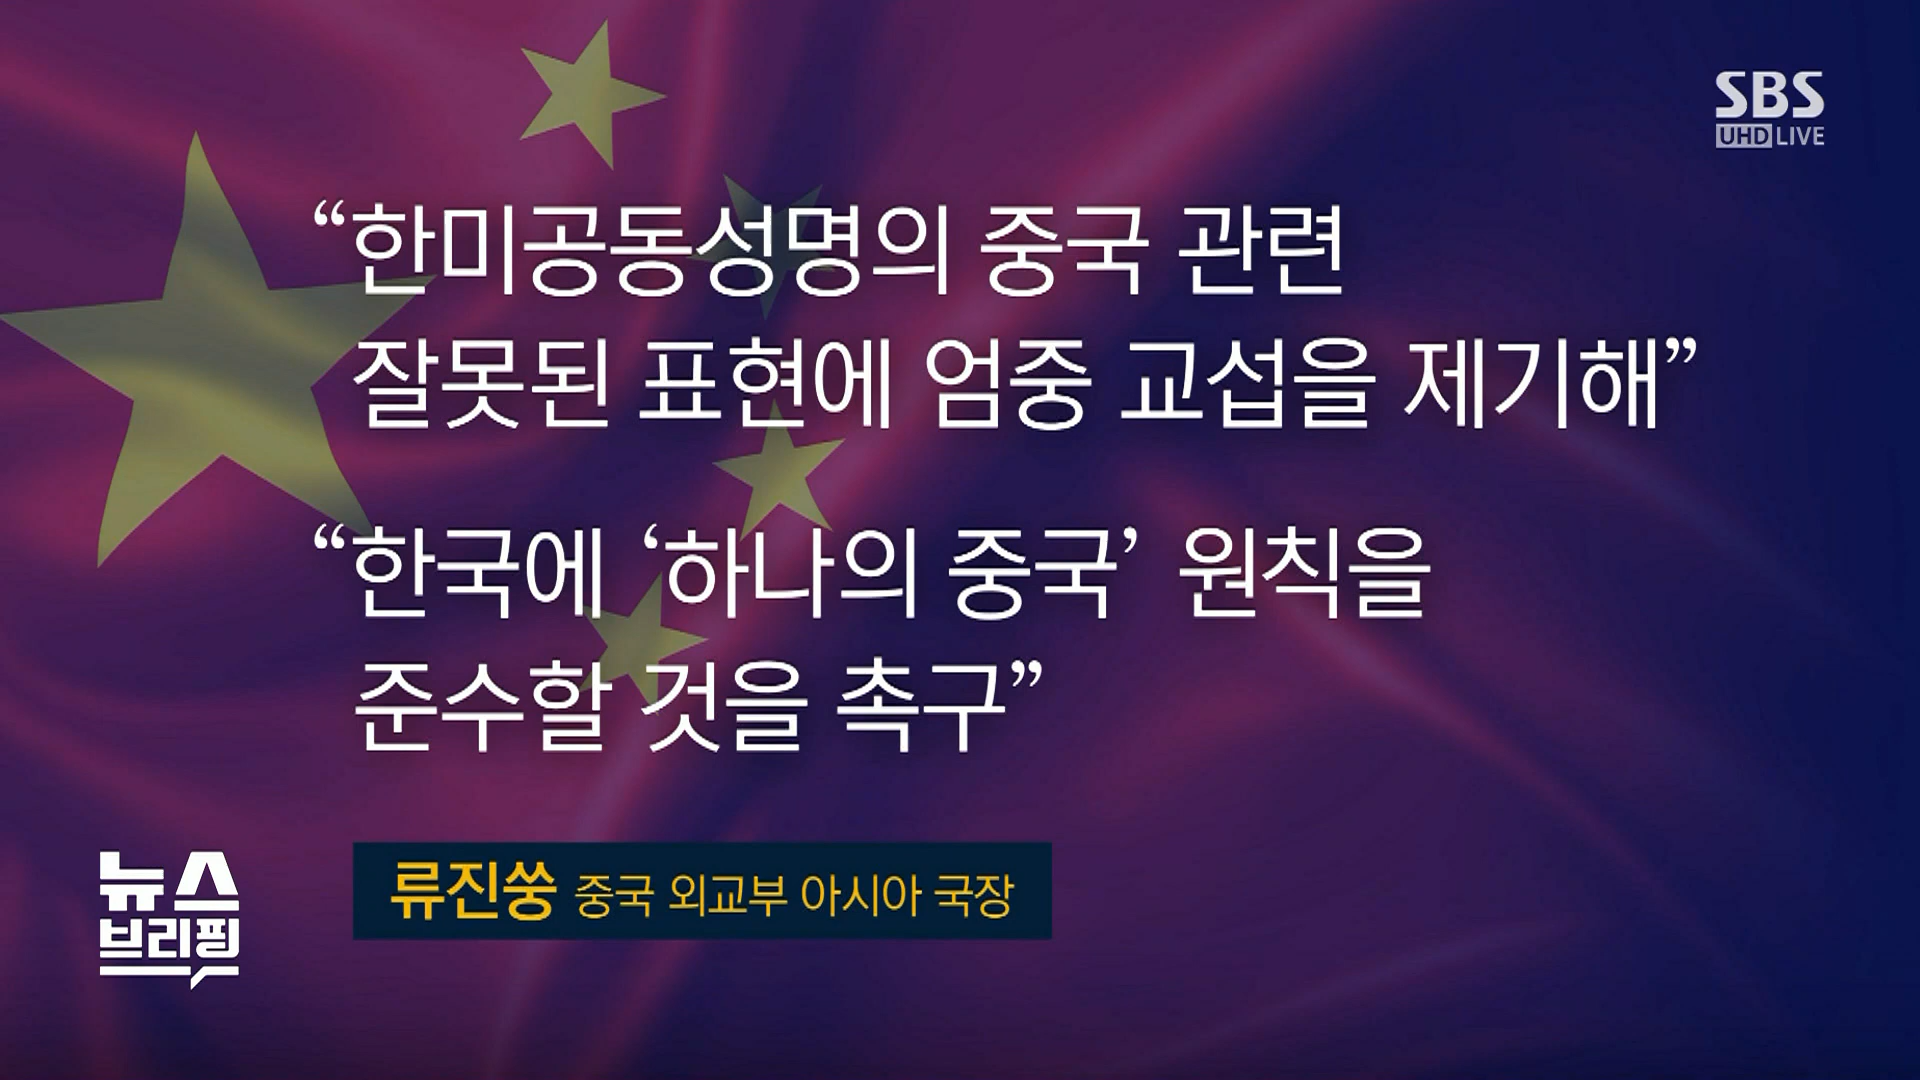 SBS
UHD LIVE
“한미공동성명의 중국 관련
잘못된 표현에 엄중 교섭을 제기해”
“한국에 ‘하나의 중국’ 원칙을
준수할 것을 촉구”
류진쑹 중국 외교부 아시아 국장
뉴스
브리핑